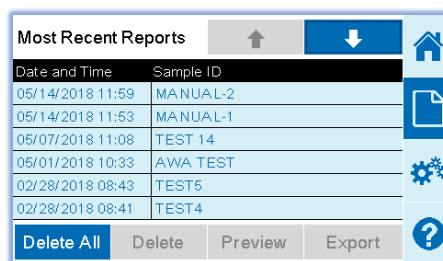 Most Recent Reports
Date and Time Sample ID
05/14/2018 11:59 MANUAL-2
05/14/2018 11:53 MANUAL-1
05/07/2018 11:08 TEST 14
05/01/2018 10:33 AWA TEST
02/28/2018 08:43 TEST5
02/28/2018 08:41 TEST4
Delete All Delete Preview Export
?